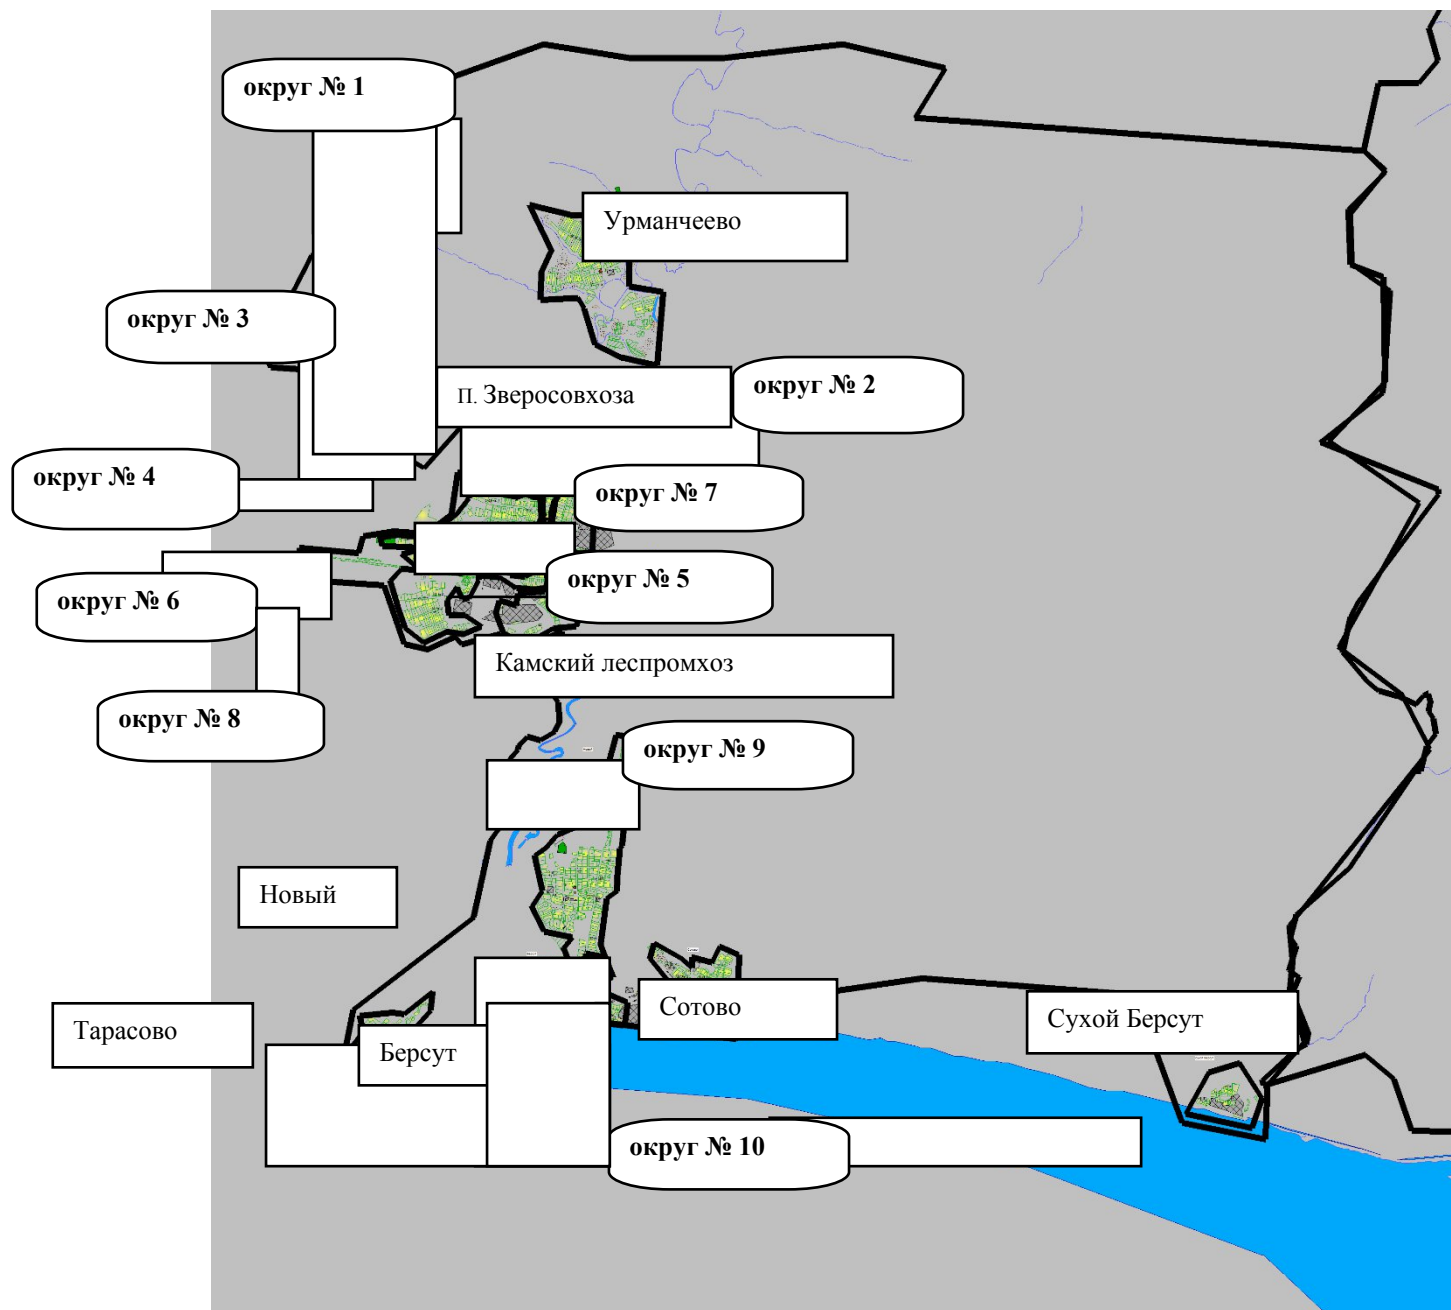 округ № 1
Урманчеево
округ № 3
П. Зверосовхоза
округ № 2
округ № 4
округ № 7
округ № 6
округ № 5
Камский леспромхоз
округ № 8
округ № 9
Новый
Тарасово
Берсут
Сотово
Сухой Берсут
округ № 10